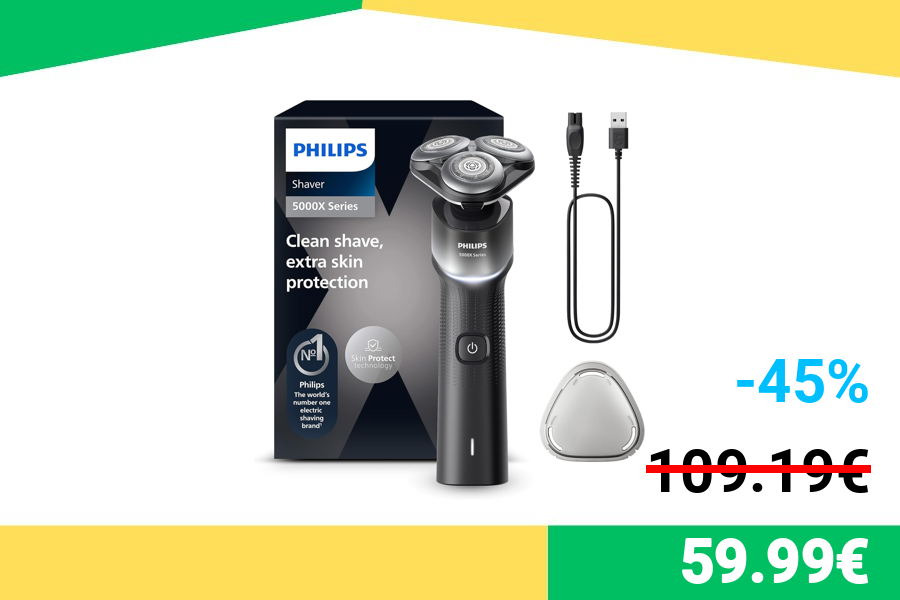 PHILIPS
Shaver
5000X Series
Clean shave,
extra skin
protection
Nº1
Philips
The world's
number one
electric
shaving
brand¹
Skin Protect
technology
PHILIPS
5000X Series
-45%
109.19€
59.99€